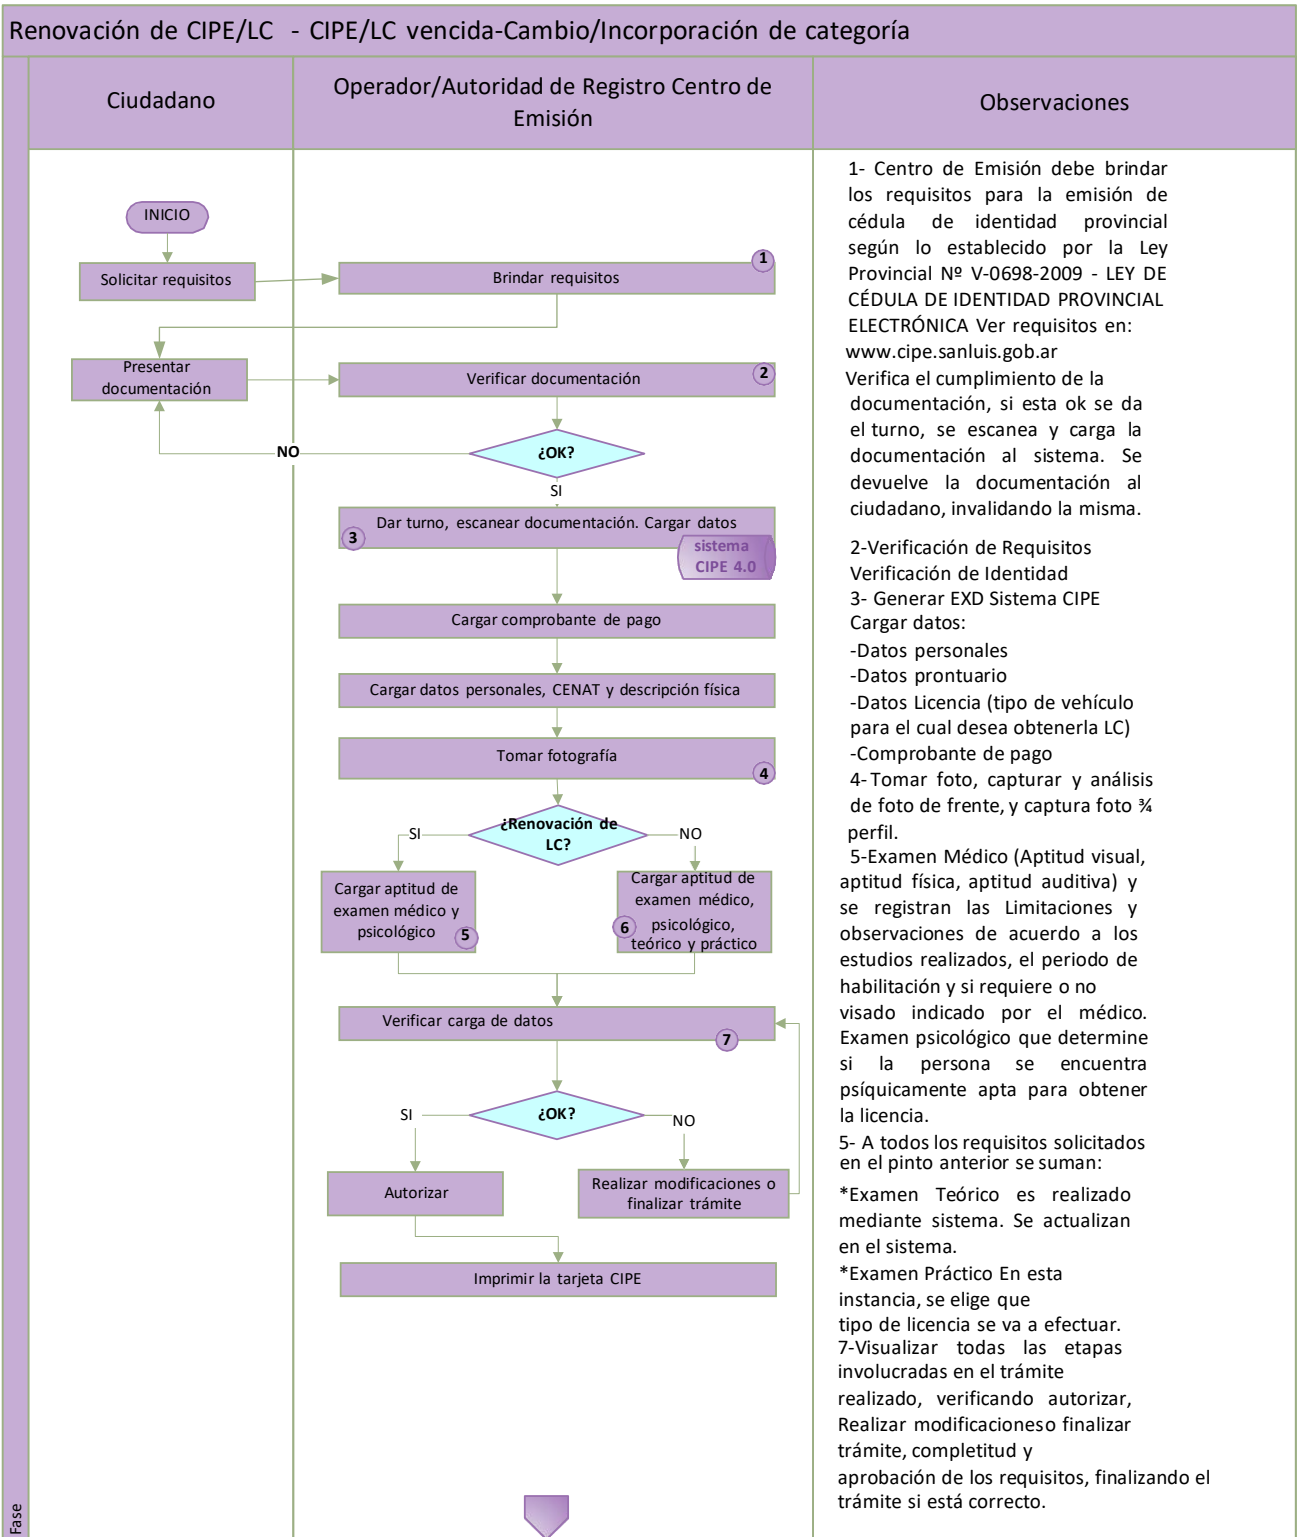 Renovación de CIPE/LC - CIPE/LC vencida-Cambio/Incorporación de categoría
Ciudadano
Operador/Autoridad de Registro Centro de
Emisión
Observaciones
INICIO
Solicitar requisitos
Brindar requisitos
1
Presentar
documentación
Verificar documentación
2
¿OK?
NO
SI
Dar turno, escanear documentación. Cargar datos
3
sistema
CIPE 4.0
Cargar comprobante de pago
Cargar datos personales, CENAT y descripción física
Tomar fotografía
4
¿Renovación de
LC?
SI
NO
Cargar aptitud de
examen médico y
psicológico
5
Cargar aptitud de
examen médico,
psicológico,
teórico y práctico
6
Verificar carga de datos
7
¿OK?
SI
NO
Autorizar
Realizar modificaciones o
finalizar trámite
Imprimir la tarjeta CIPE
1- Centro de Emisión debe brindar
los requisitos para la emisión de
cédula de identidad provincial
según lo establecido por la Ley
Provincial Nº V-0698-2009 - LEY DE
CÉDULA DE IDENTIDAD PROVINCIAL
ELECTRÓNICA Ver requisitos en:
www.cipe.sanluis.gob.ar
Verifica el cumplimiento de la
documentación, si esta ok se da
el turno, se escanea y carga la
documentación al sistema. Se
devuelve la documentación al
ciudadano, invalidando la misma.
2-Verificación de Requisitos
Verificación de Identidad
3- Generar EXD Sistema CIPE
Cargar datos:
-Datos personales
-Datos prontuario
-Datos Licencia (tipo de vehículo
para el cual desea obtenerla LC)
-Comprobante de pago
4-Tomar foto, capturar y análisis
de foto de frente, y captura foto ¾
perfil.
5-Examen Médico (Aptitud visual,
aptitud física, aptitud auditiva) y
se registran las Limitaciones y
observaciones de acuerdo a los
estudios realizados, el periodo de
habilitación y si requiere o no
visado indicado por el médico.
Examen psicológico que determine
si la persona se encuentra
psíquicamente apta para obtener
la licencia.
5- A todos los requisitos solicitados
en el pinto anterior se suman:
*Examen Teórico es realizado
mediante sistema. Se actualizan
en el sistema.
*Examen Práctico En esta
instancia, se elige que
tipo de licencia se va a efectuar.
7-Visualizar todas las etapas
involucradas en el trámite
realizado, verificando autorizar,
Realizar modificacioneso finalizar
trámite, completitud y
aprobación de los requisitos, finalizando el
trámite si está correcto.
Fase